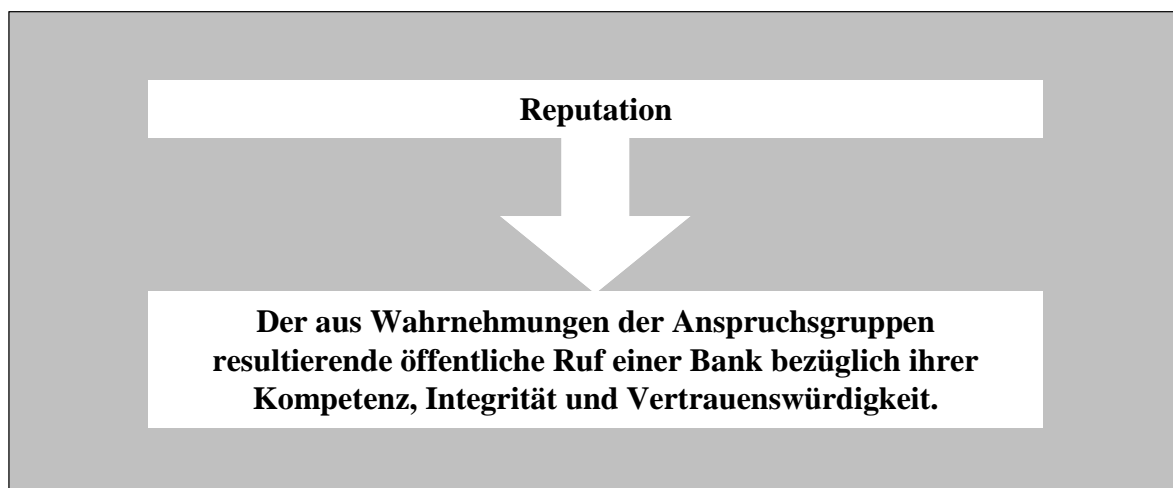 Reputation
Der aus Wahrnehmungen der Anspruchsgruppen
resultierende öffentliche Ruf einer Bank bezüglich ihrer
Kompetenz, Integrität und Vertrauenswürdigkeit.